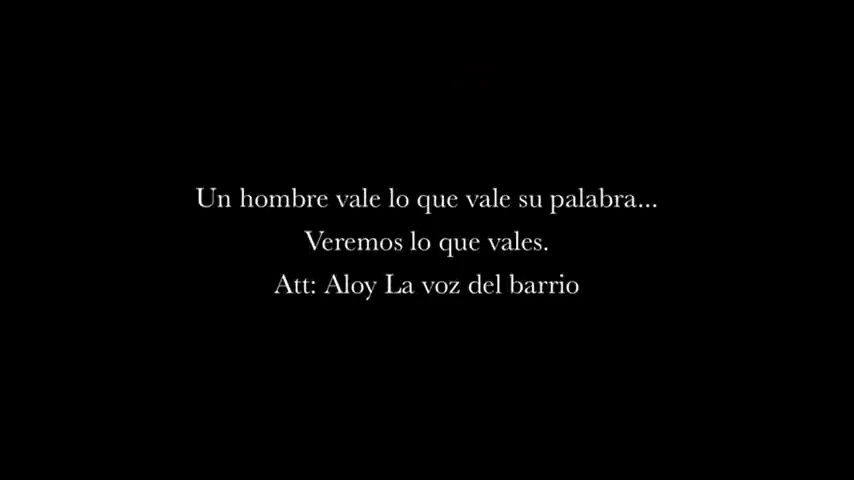 Un hombre vale lo que vale su palabra...
Veremos lo que vales.
Att: Aloy La voz del barrio